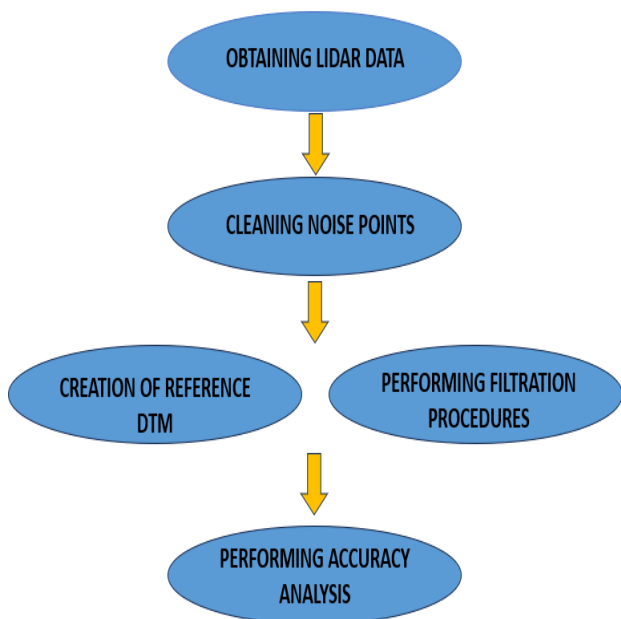 OBTAINING LIDAR DATA
CLEANING NOISE POINTS
CREATION OF REFERENCE
DTM
PERFORMING FILTRATION
PROCEDURES
PERFORMING ACCURACY
ANALYSIS